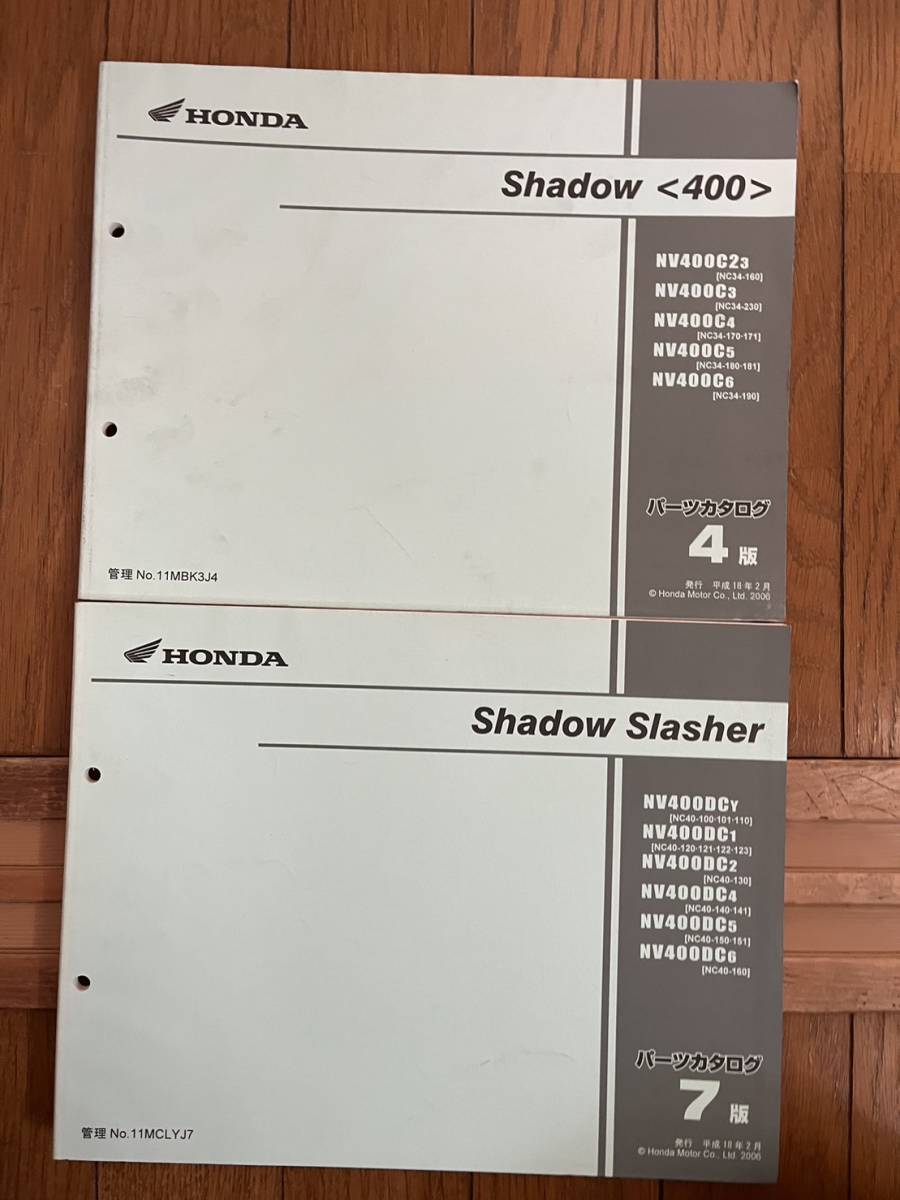 HONDA
Shadow <400>
NV400C23
[NC34-160]
NV400C3
[NC34-230]
NV400C4
[NC34-170·171]
NV400C5
[NC34-180·181]
NV400C6
[NC34-190]
パーツカタログ
4 版
管理 No.11MBK3J4
発行 平成18年2月
© Honda Motor Co., Ltd. 2006
HONDA
Shadow Slasher
NV400DCY
[NC40-100·101·110]
NV400DC1
[NC40-120·121·122·123]
NV400DC2
[NC40-130]
NV400DC4
[NC40-140·141]
NV400DC5
[NC40-150·151]
NV400DC6
[NC40-160]
パーツカタログ
7 版
管理 No.11MCLYJ7
発行 平成18年2月
© Honda Motor Co., Ltd. 2006